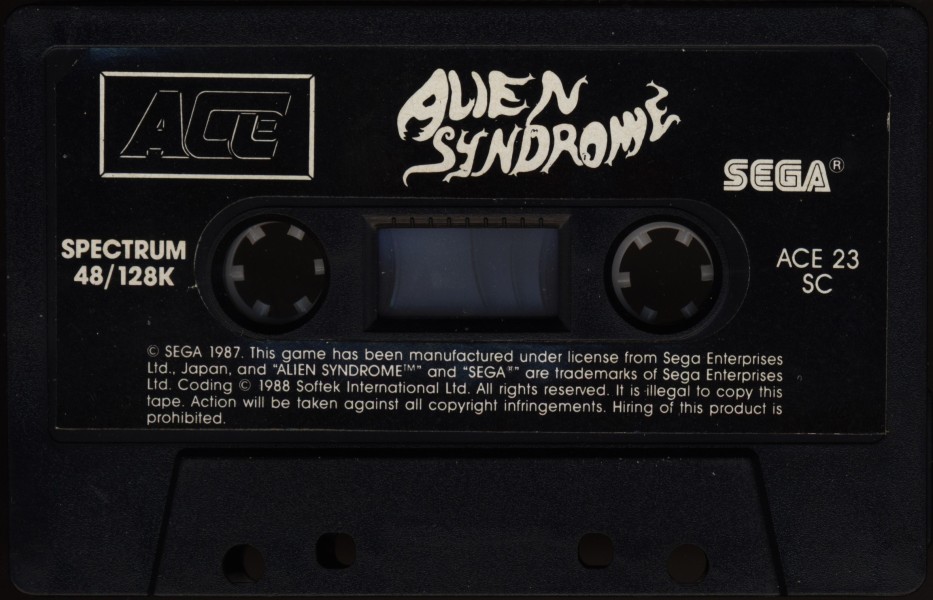 ACE
ALIEN
SYNDROME
SEGA®
SPECTRUM
48/128K
ACE 23
SC
© SEGA 1987. This game has been manufactured under license from Sega Enterprises
Ltd., Japan, and “ALIEN SYNDROME™” and “SEGA®” are trademarks of Sega Enterprises
Ltd. Coding © 1988 Softek International Ltd. All rights reserved. It is illegal to copy this
tape. Action will be taken against all copyright infringements. Hiring of this product is
prohibited.